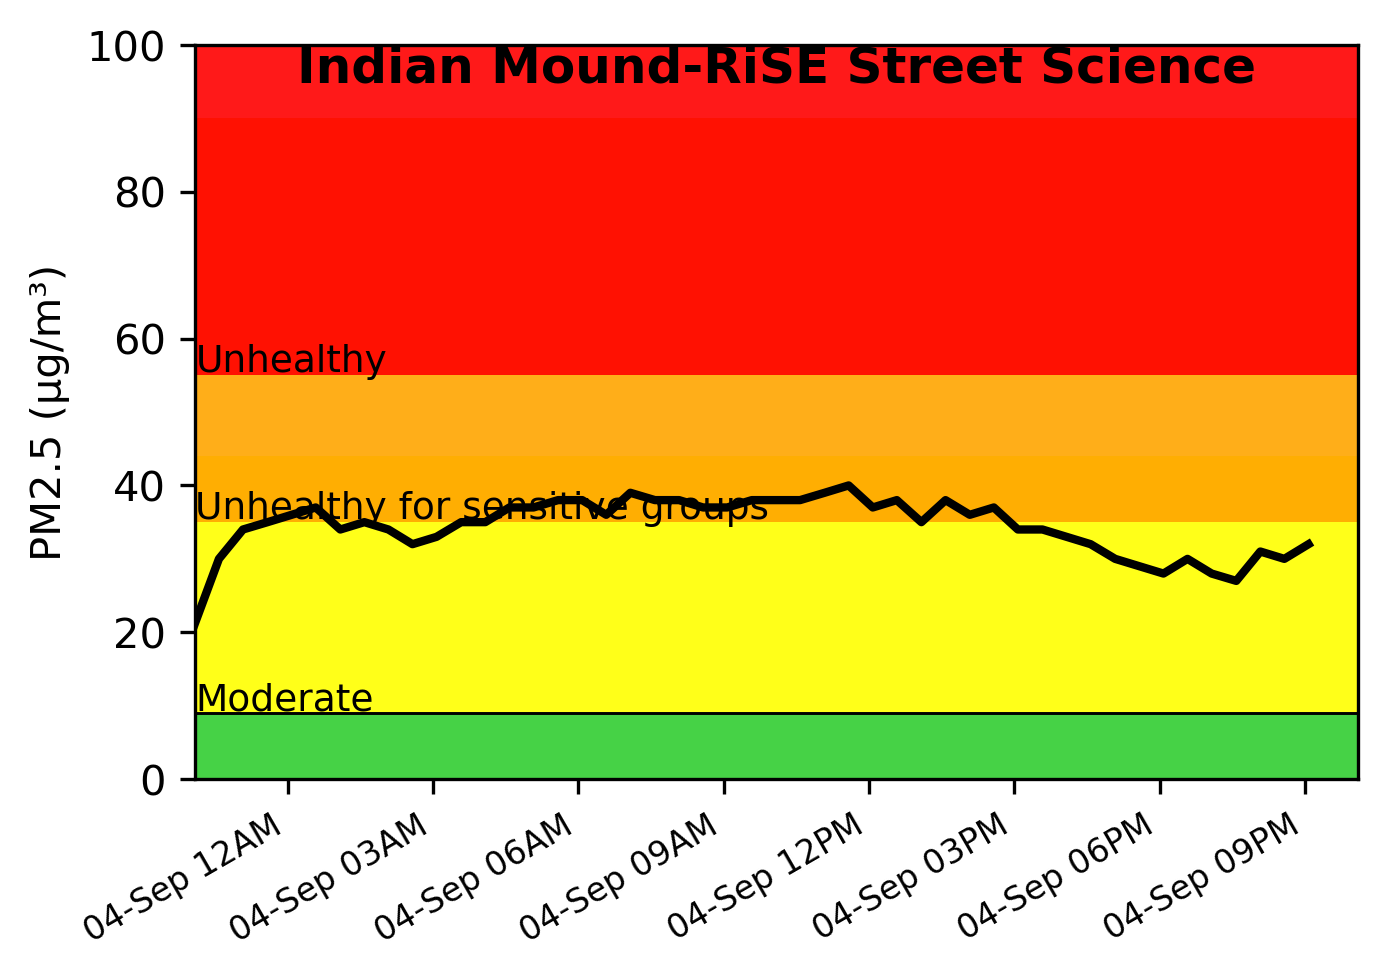 Indian Mound-RiSE Street Science
PM2.5 (µg/m³)
100
80
60
40
20
0
Unhealthy
Unhealthy for sensitive groups
Moderate
04-Sep 12AM
04-Sep 03AM
04-Sep 06AM
04-Sep 09AM
04-Sep 12PM
04-Sep 03PM
04-Sep 06PM
04-Sep 09PM